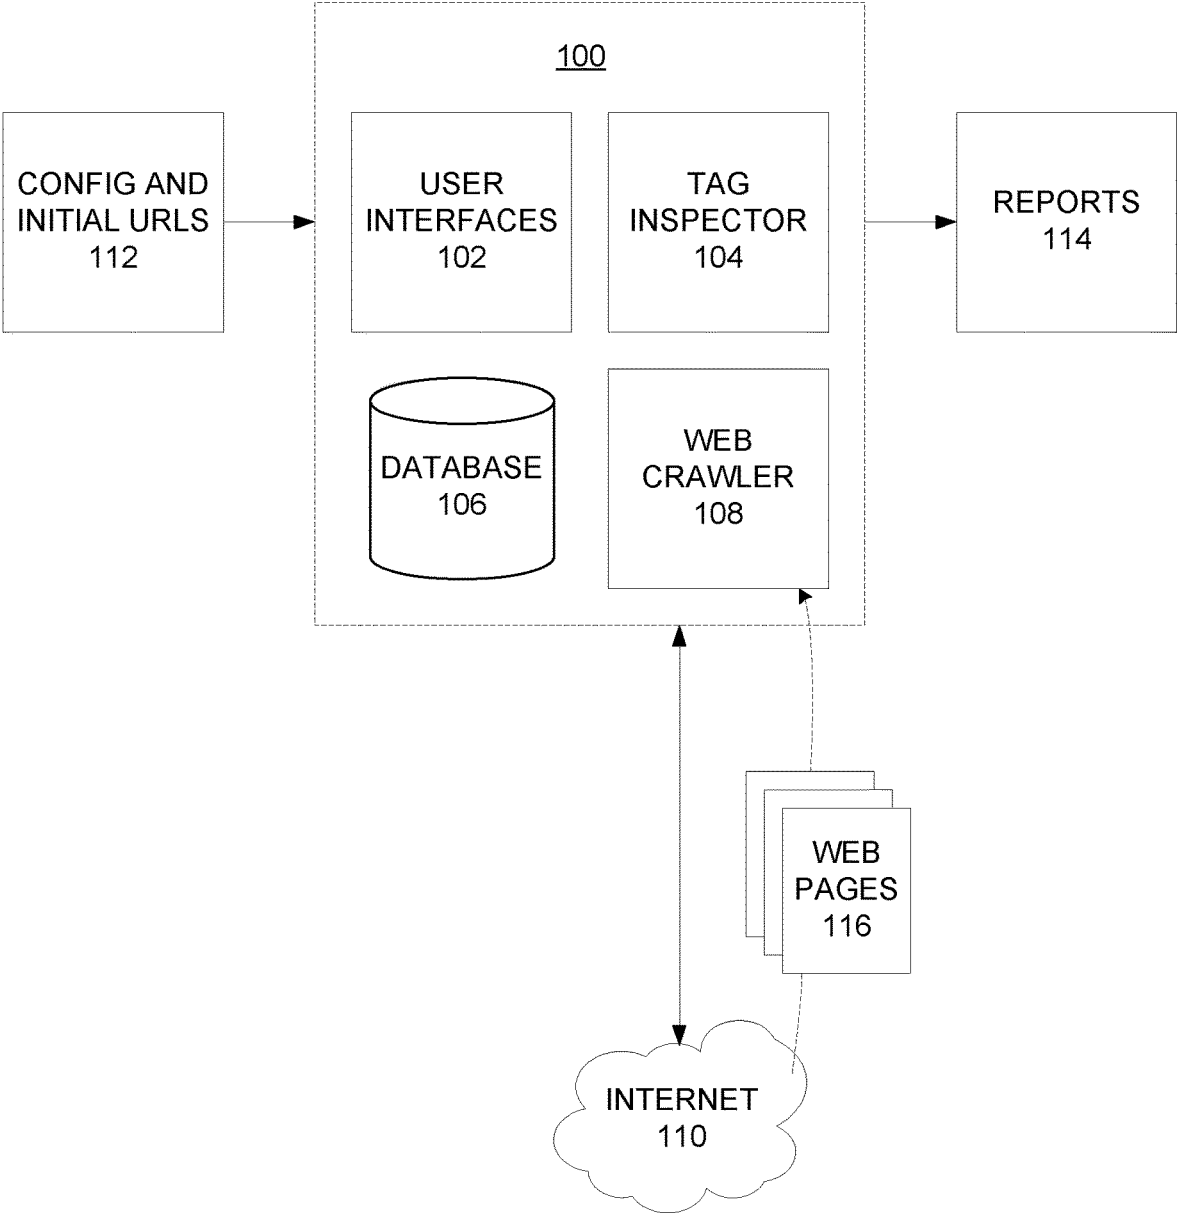 100
CONFIG AND
INITIAL URLS
112
USER
INTERFACES
102
TAG
INSPECTOR
104
REPORTS
114
DATABASE
106
WEB
CRAWLER
108
WEB
PAGES
116
INTERNET
110